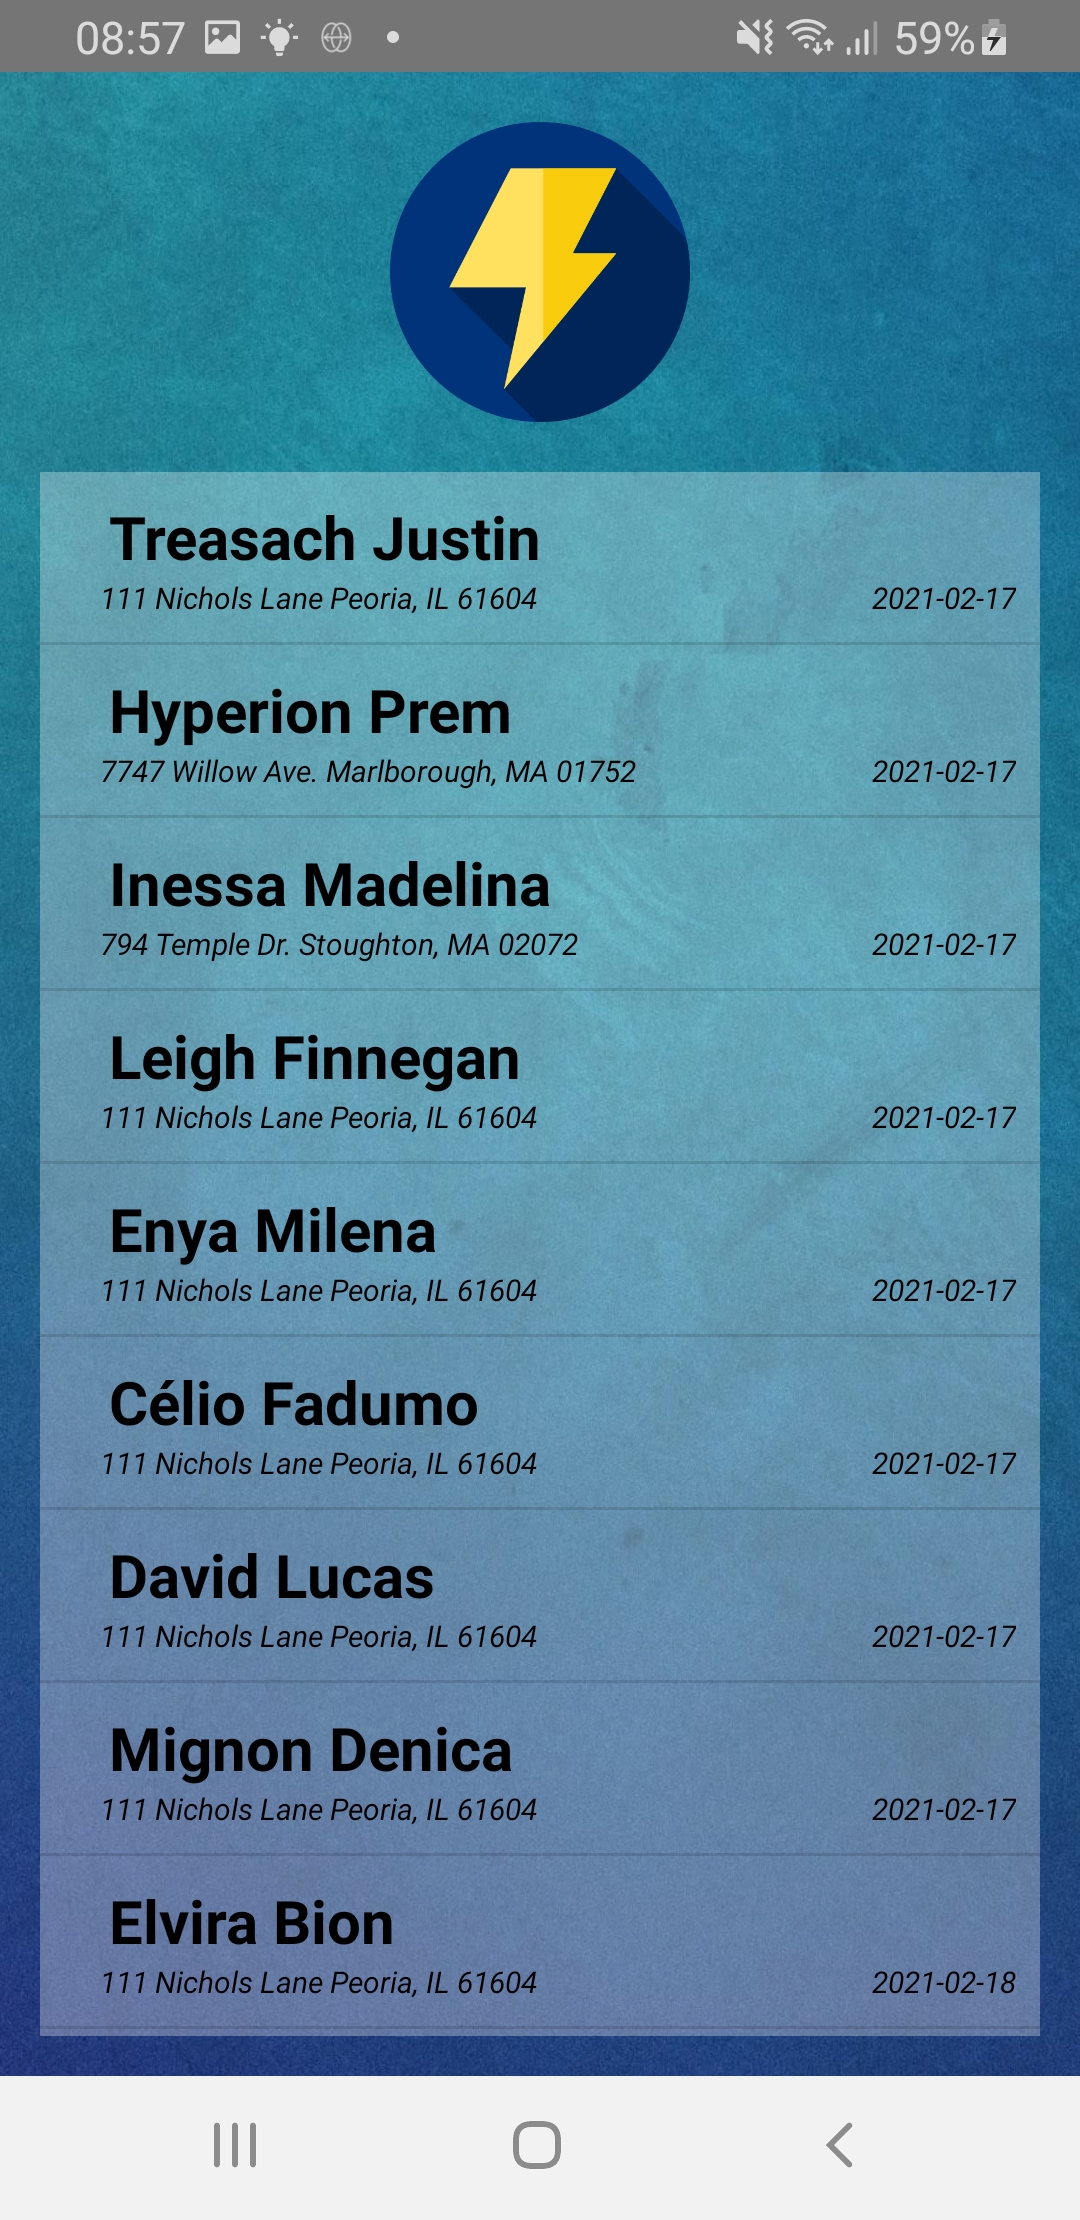 08:57 59%
Treasach Justin
111 Nichols Lane Peoria, IL 61604 2021-02-17
Hyperion Prem
7747 Willow Ave. Marlborough, MA 01752 2021-02-17
Inessa Madelina
794 Temple Dr. Stoughton, MA 02072 2021-02-17
Leigh Finnegan
111 Nichols Lane Peoria, IL 61604 2021-02-17
Enya Milena
111 Nichols Lane Peoria, IL 61604 2021-02-17
Célio Fadumo
111 Nichols Lane Peoria, IL 61604 2021-02-17
David Lucas
111 Nichols Lane Peoria, IL 61604 2021-02-17
Mignon Denica
111 Nichols Lane Peoria, IL 61604 2021-02-17
Elvira Bion
111 Nichols Lane Peoria, IL 61604 2021-02-18